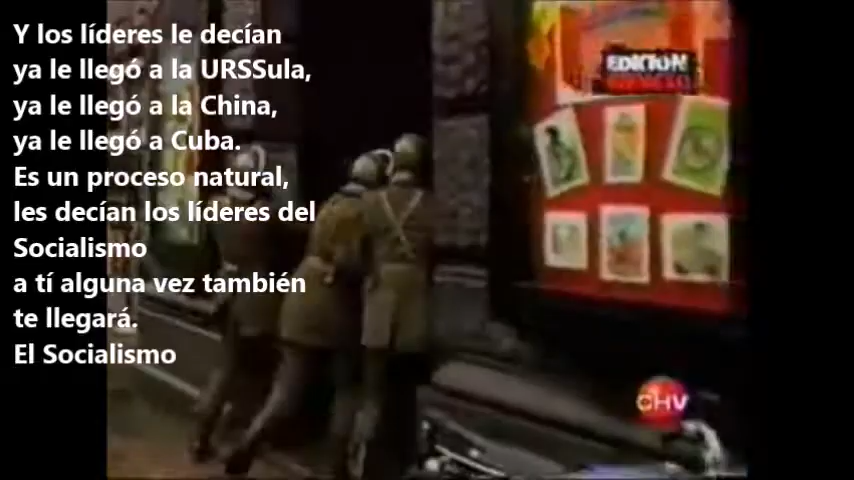 Y los líderes le decían
ya le llegó a la URSSula,
ya le llegó a la China,
ya le llegó a Cuba.
Es un proceso natural,
les decían los líderes del
Socialismo
a tí alguna vez también
te llegará.
El Socialismo
EDICION
CHV